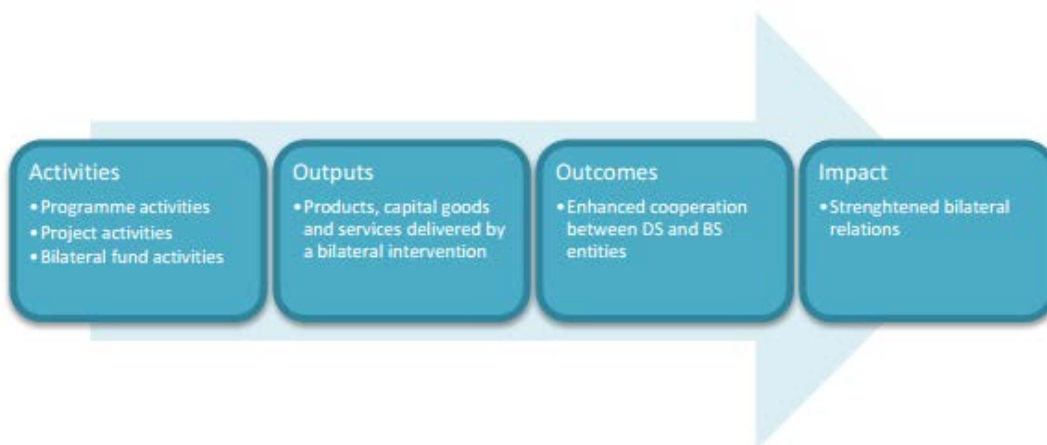 Activities
•Programme activities
•Project activities
•Bilateral fund activities
Outputs
•Products, capital goods
and services delivered by
a bilateral intervention
Outcomes
•Enhanced cooperation
between DS and BS
entities
Impact
•Strenghtened bilateral
relations